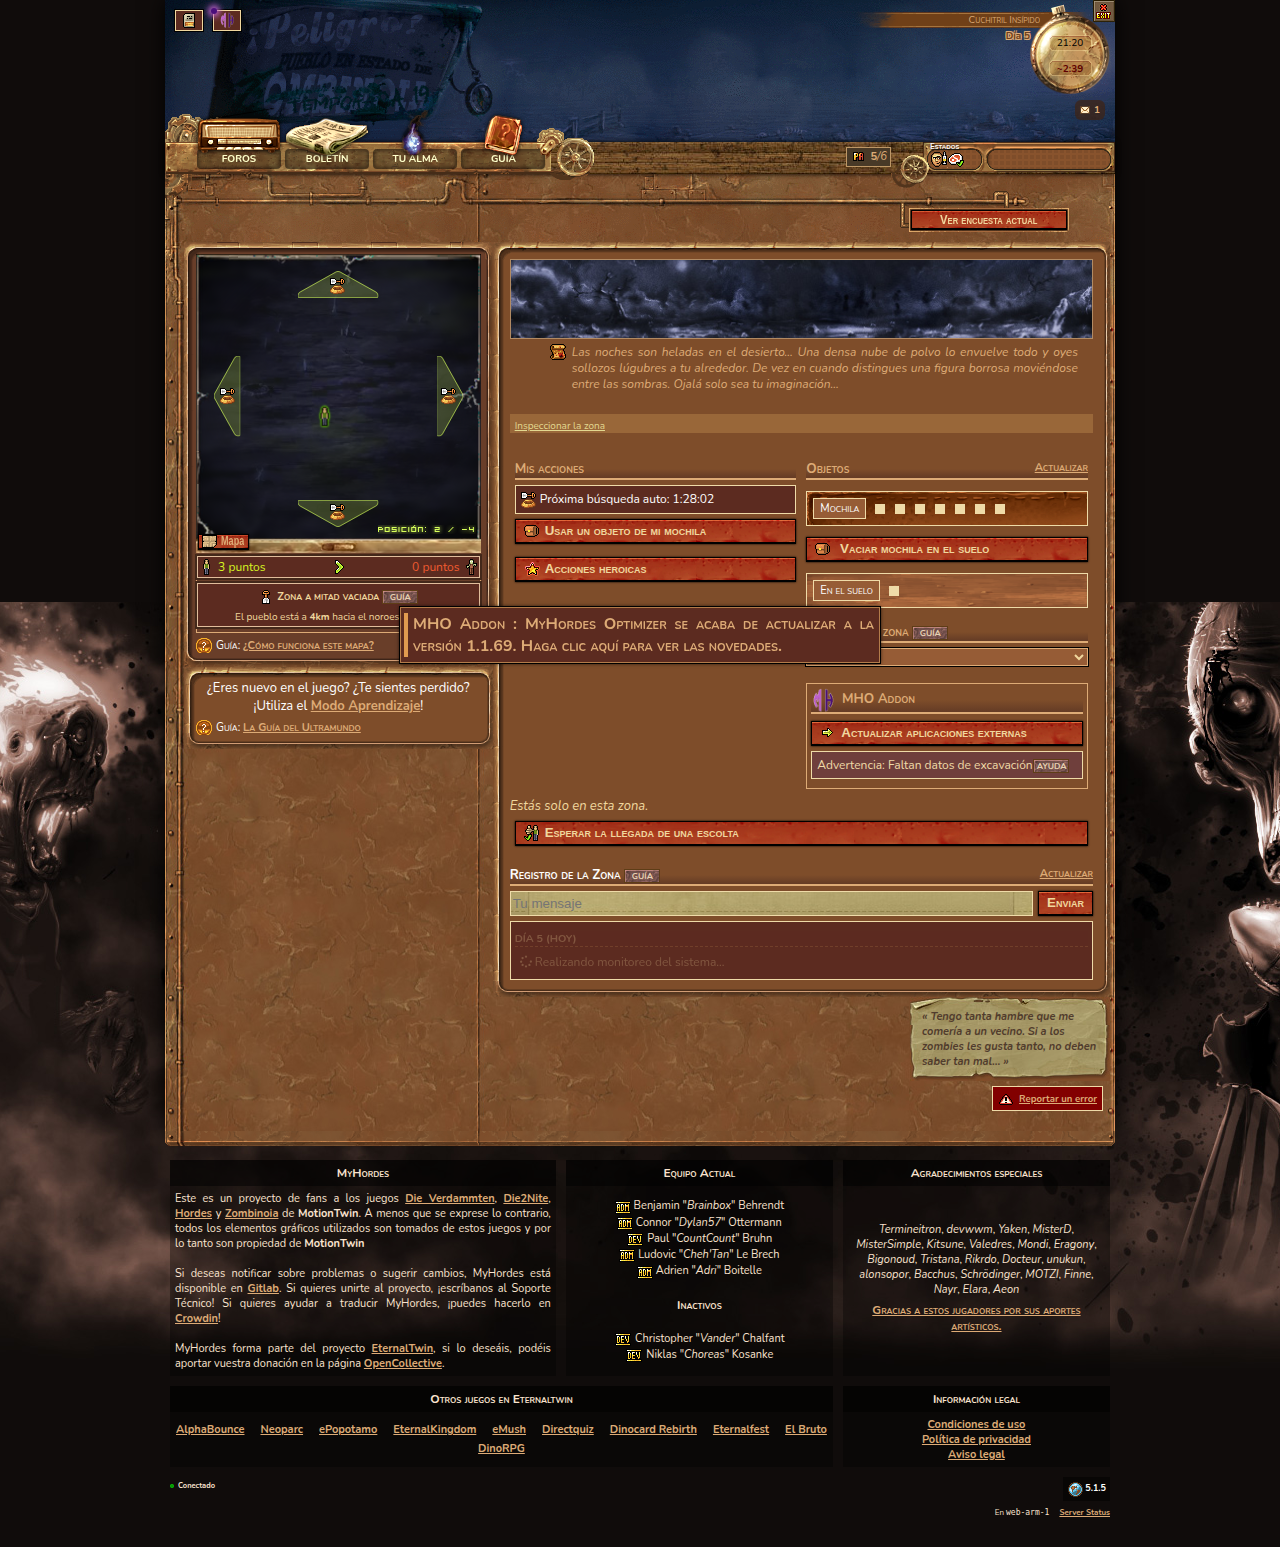 ¡Peligro!
PUEBLO EN ESTADO DE
CUCHITRIL INSÍPIDO
EXIT
DÍA 5
21:20
~2:39
1
FOROS
BOLETÍN
TU ALMA
GUIA
PA 5/6
ESTADOS
VER ENCUESTA ACTUAL
POSICIÓN: 2 / -4
Mapa
3 puntos
0 puntos
ZONA A MITAD VACIADA GUÍA
El pueblo está a 4km hacia el noroes
Guía: ¿CÓMO FUNCIONA ESTE MAPA?
¿Eres nuevo en el juego? ¿Te sientes perdido?
¡Utiliza el Modo Aprendizaje!
Guía: LA GUÍA DEL ULTRAMUNDO
Las noches son heladas en el desierto... Una densa nube de polvo lo envuelve todo y oyes
sollozos lúgubres a tu alrededor. De vez en cuando distingues una figura borrosa moviéndose
entre las sombras. Ojalá solo sea tu imaginación...
Inspeccionar la zona
MIS ACCIONES
Próxima búsqueda auto: 1:28:02
USAR UN OBJETO DE MI MOCHILA
ACCIONES HEROICAS
OBJETOS
ACTUALIZAR
MOCHILA
VACIAR MOCHILA EN EL SUELO
EN EL SUELO
ZONA GUÍA
MHO ADDON : MYHORDES OPTIMIZER SE ACABA DE ACTUALIZAR A LA
VERSIÓN 1.1.69. HAGA CLIC AQUÍ PARA VER LAS NOVEDADES.
MHO ADDON
ACTUALIZAR APLICACIONES EXTERNAS
Advertencia: Faltan datos de excavación AYUDA
Estás solo en esta zona.
ESPERAR LA LLEGADA DE UNA ESCOLTA
REGISTRO DE LA ZONA GUÍA
ACTUALIZAR
Tu mensaje
ENVIAR
DÍA 5 (HOY)
Realizando monitoreo del sistema...
« Tengo tanta hambre que me
comería a un vecino. Si a los
zombies les gusta tanto, no deben
saber tan mal... »
Reportar un error
MYHORDES
Este es un proyecto de fans a los juegos Die Verdammten, Die2Nite,
Hordes y Zombinoia de MotionTwin. A menos que se exprese lo contrario,
todos los elementos gráficos utilizados son tomados de estos juegos y por
lo tanto son propiedad de MotionTwin
Si deseas notificar sobre problemas o sugerir cambios, MyHordes está
disponible en Gitlab. Si quieres unirte al proyecto, ¡escríbanos al Soporte
Técnico! Si quieres ayudar a traducir MyHordes, ¡puedes hacerlo en
Crowdin!
MyHordes forma parte del proyecto EternalTwin, si lo deseáis, podéis
aportar vuestra donación en la página OpenCollective.
EQUIPO ACTUAL
ADM Benjamin "Brainbox" Behrendt
ADM Connor "Dylan57" Ottermann
DEV Paul "CountCount" Bruhn
ADM Ludovic "Cheh'Tan" Le Brech
ADM Adrien "Adri" Boitelle
INACTIVOS
DEV Christopher "Vander" Chalfant
DEV Niklas "Choreas" Kosanke
AGRADECIMIENTOS ESPECIALES
Termineitron, devwwm, Yaken, MisterD,
MisterSimple, Kitsune, Valedres, Mondi, Eragony,
Bigonoud, Tristana, Rikrdo, Docteur, unukun,
alonsopor, Bacchus, Schrödinger, MOTZI, Finne,
Nayr, Elara, Aeon
GRACIAS A ESTOS JUGADORES POR SUS APORTES
ARTÍSTICOS.
OTROS JUEGOS EN ETERNALTWIN
AlphaBounce Neoparc ePopotamo EternalKingdom eMush Directquiz Dinocard Rebirth Eternalfest El Bruto
DinoRPG
INFORMACIÓN LEGAL
Condiciones de uso
Política de privacidad
Aviso legal
Conectado
5.1.5
En web-arm-1 Server Status